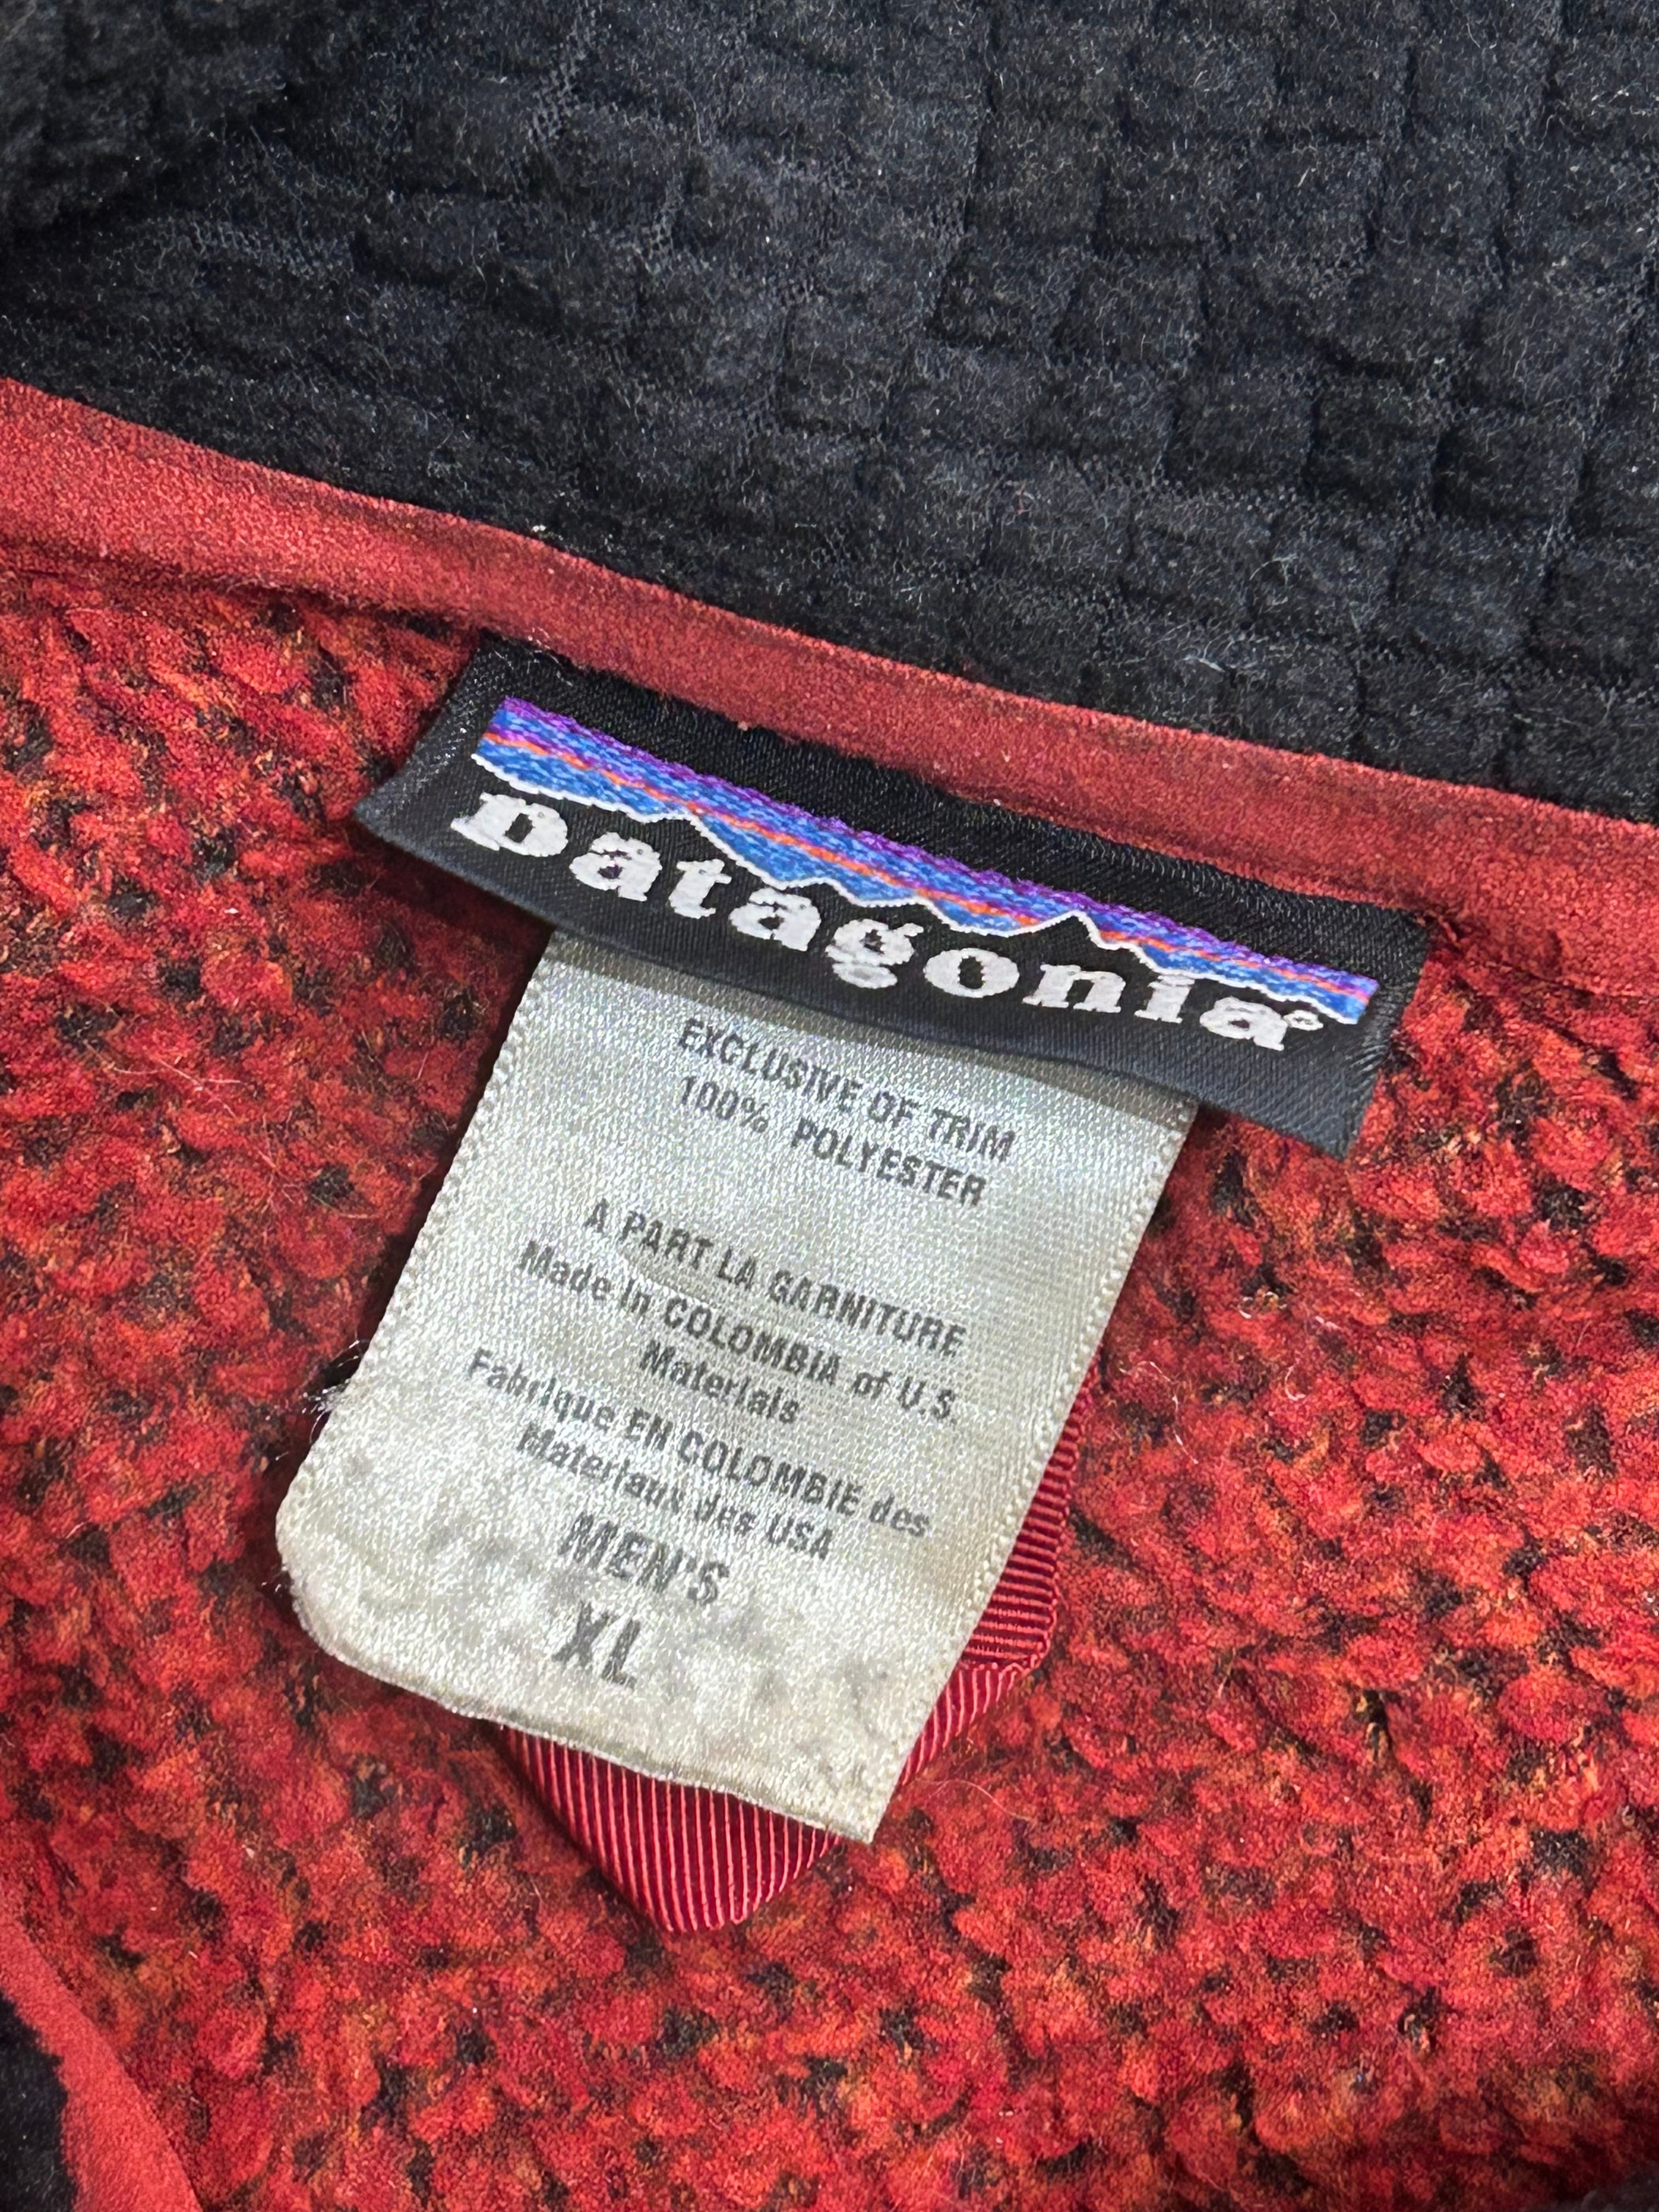 patagonia®
EXCLUSIVE OF TRIM
100% POLYESTER
A PART LA GARNITURE
Made in COLOMBIA of U.S.
Materials
Fabrique EN COLOMBIE des
Materiaux des USA
MEN'S
XL